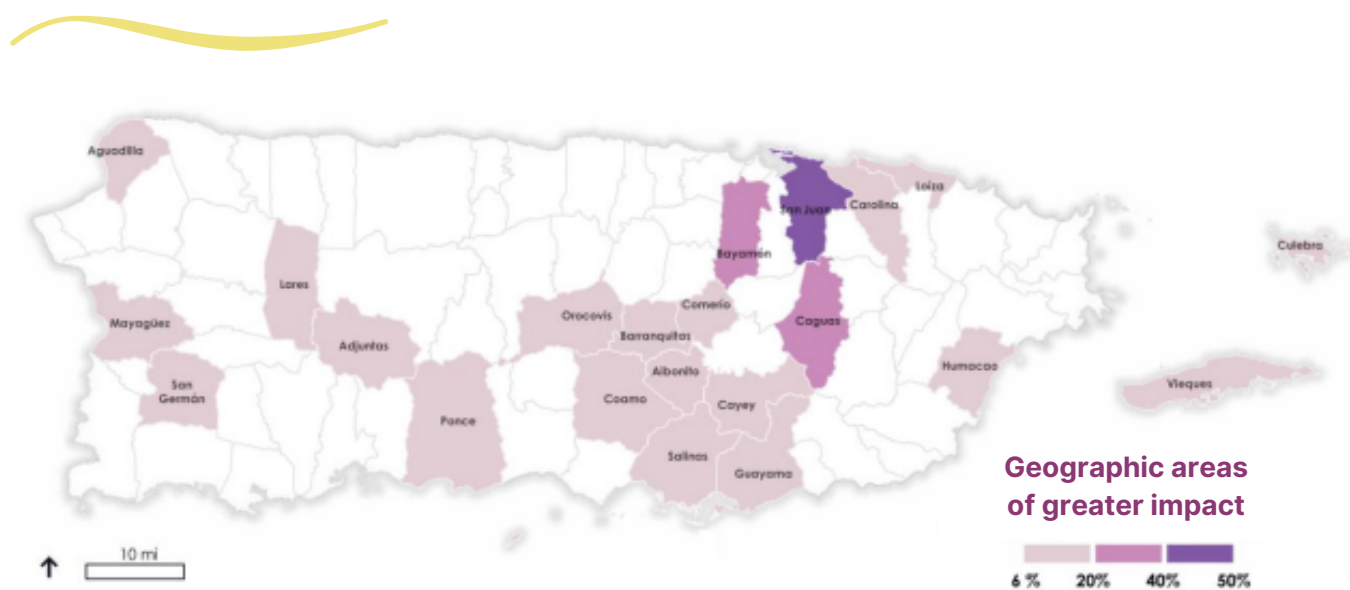 Aguadilla
Loíza
San Juan
Carolina
Culebra
Bayamón
Lares
Comerío
Orocovis
Caguas
Mayagüez
Barranquitas
Adjuntas
Humacao
Aibonito
San
Germán
Vieques
Coamo
Cayey
Ponce
Salinas
Guayama
Geographic areas
of greater impact
10 mi
6 % 20% 40% 50%